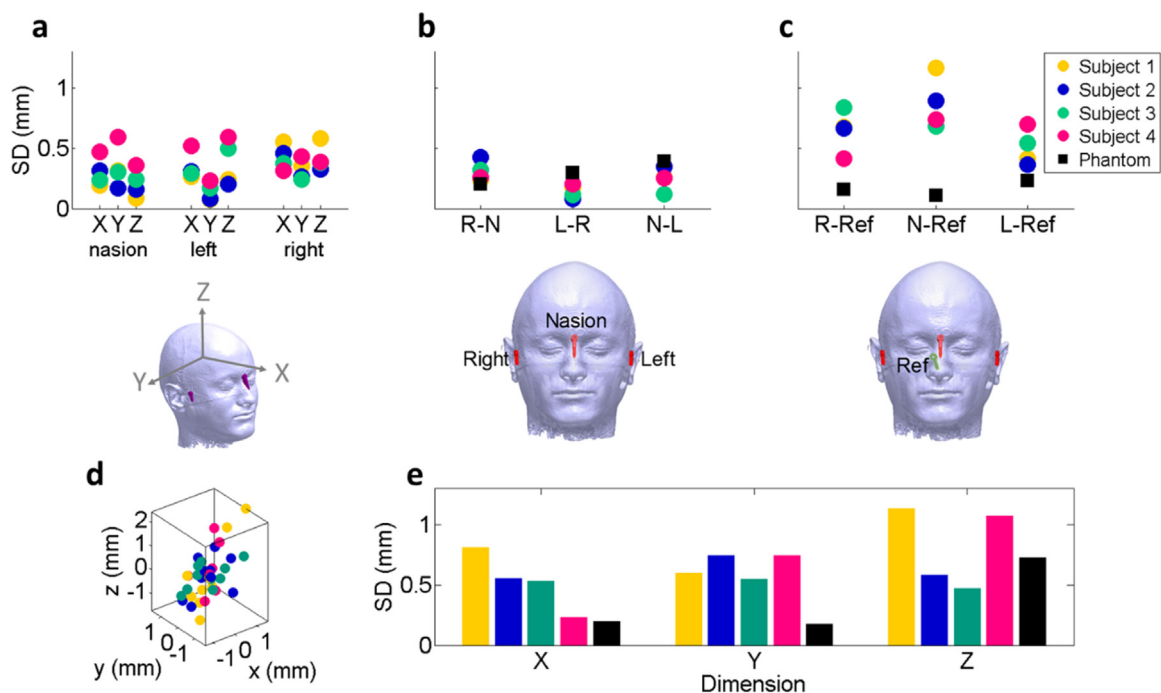 a
SD (mm)
1
0.5
0
X Y Z X Y Z X Y Z
nasion left right
b
R-N L-R N-L
c
R-Ref N-Ref L-Ref
Subject 1
Subject 2
Subject 3
Subject 4
Phantom
Z
Y
X
Nasion
Right
Left
Ref
d
z (mm)
2
1
0
-1
1
0
-1
y (mm)
-1
0
1
x (mm)
e
SD (mm)
1
0.5
0
X Y Z
Dimension